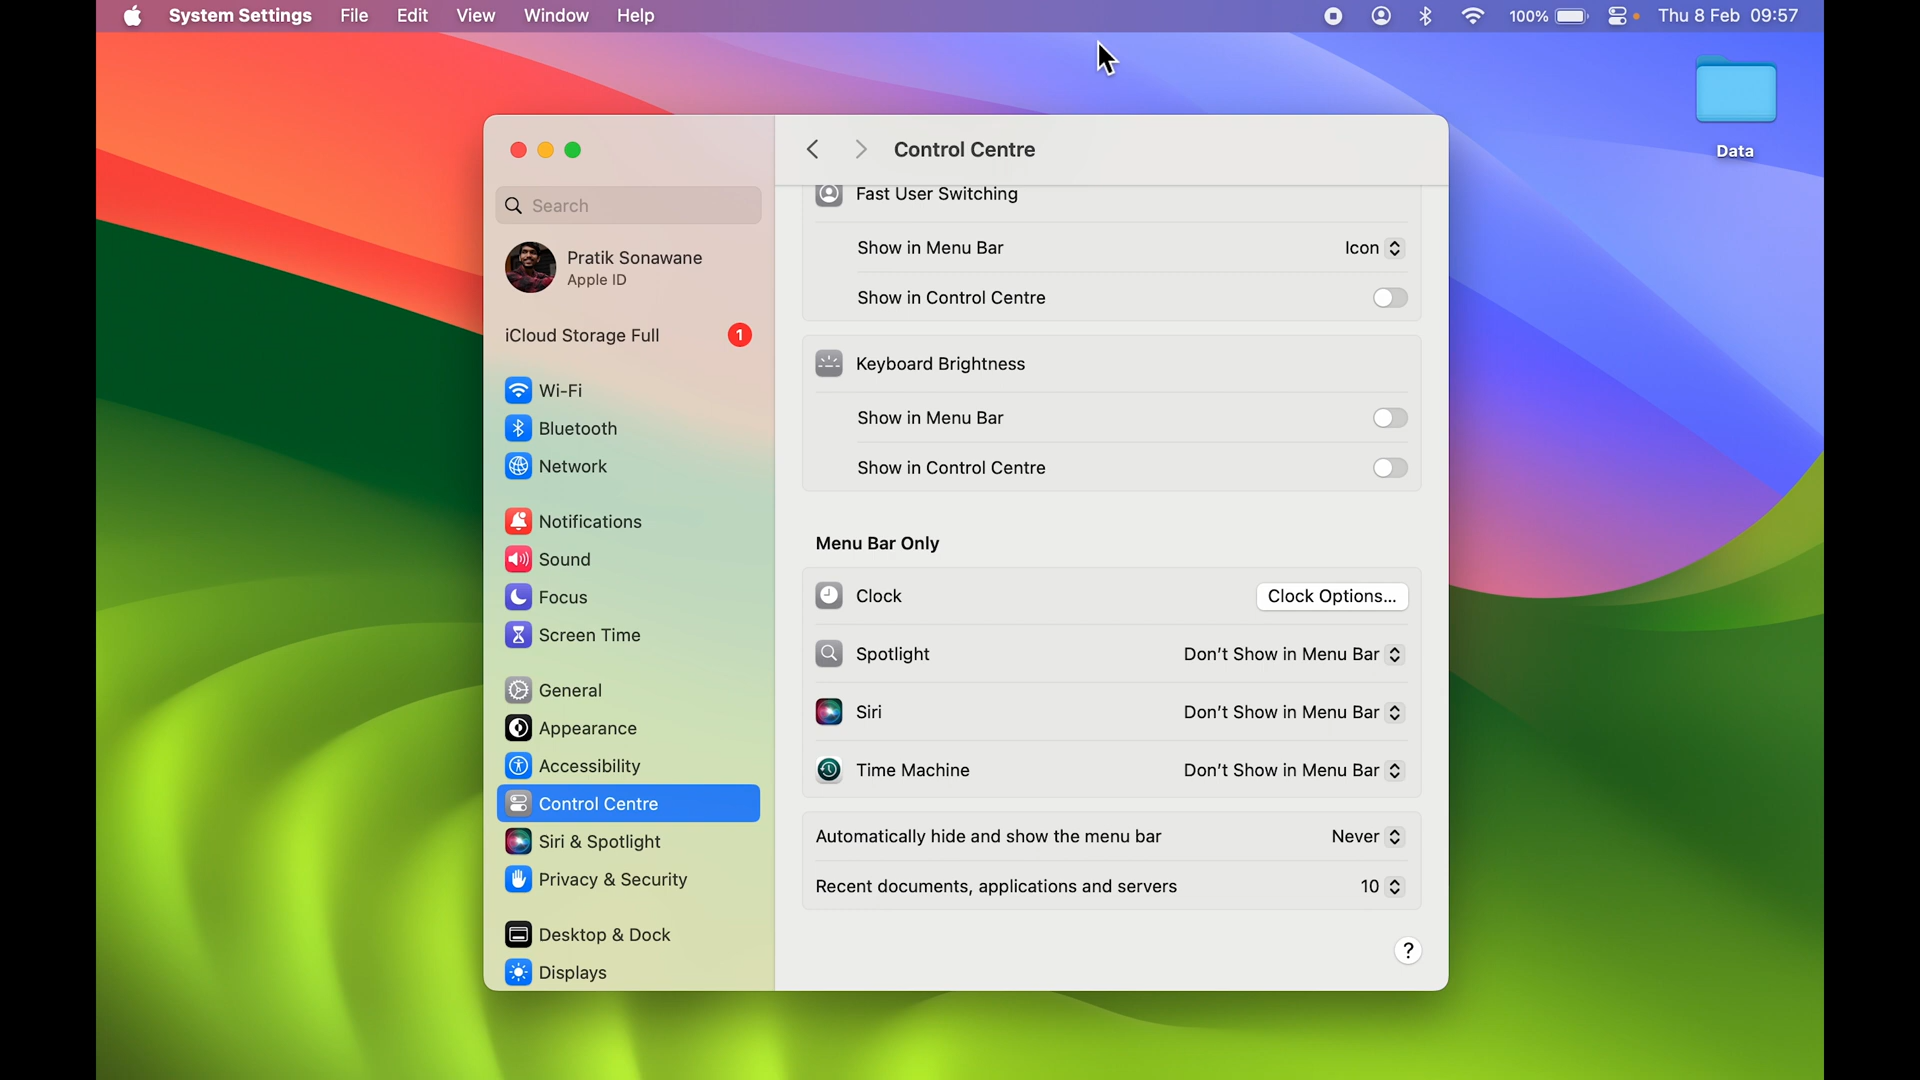 System Settings File Edit View Window Help 100% Thu 8 Feb 09:57
Data
Control Centre
Search
Pratik Sonawane
Apple ID
iCloud Storage Full 1
Wi-Fi
Bluetooth
Network
Notifications
Sound
Focus
Screen Time
General
Appearance
Accessibility
Control Centre
Siri & Spotlight
Privacy & Security
Desktop & Dock
Displays
Fast User Switching
Show in Menu Bar Icon
Show in Control Centre
Keyboard Brightness
Show in Menu Bar
Show in Control Centre
Menu Bar Only
Clock Clock Options...
Spotlight Don't Show in Menu Bar
Siri Don't Show in Menu Bar
Time Machine Don't Show in Menu Bar
Automatically hide and show the menu bar Never
Recent documents, applications and servers 10
?